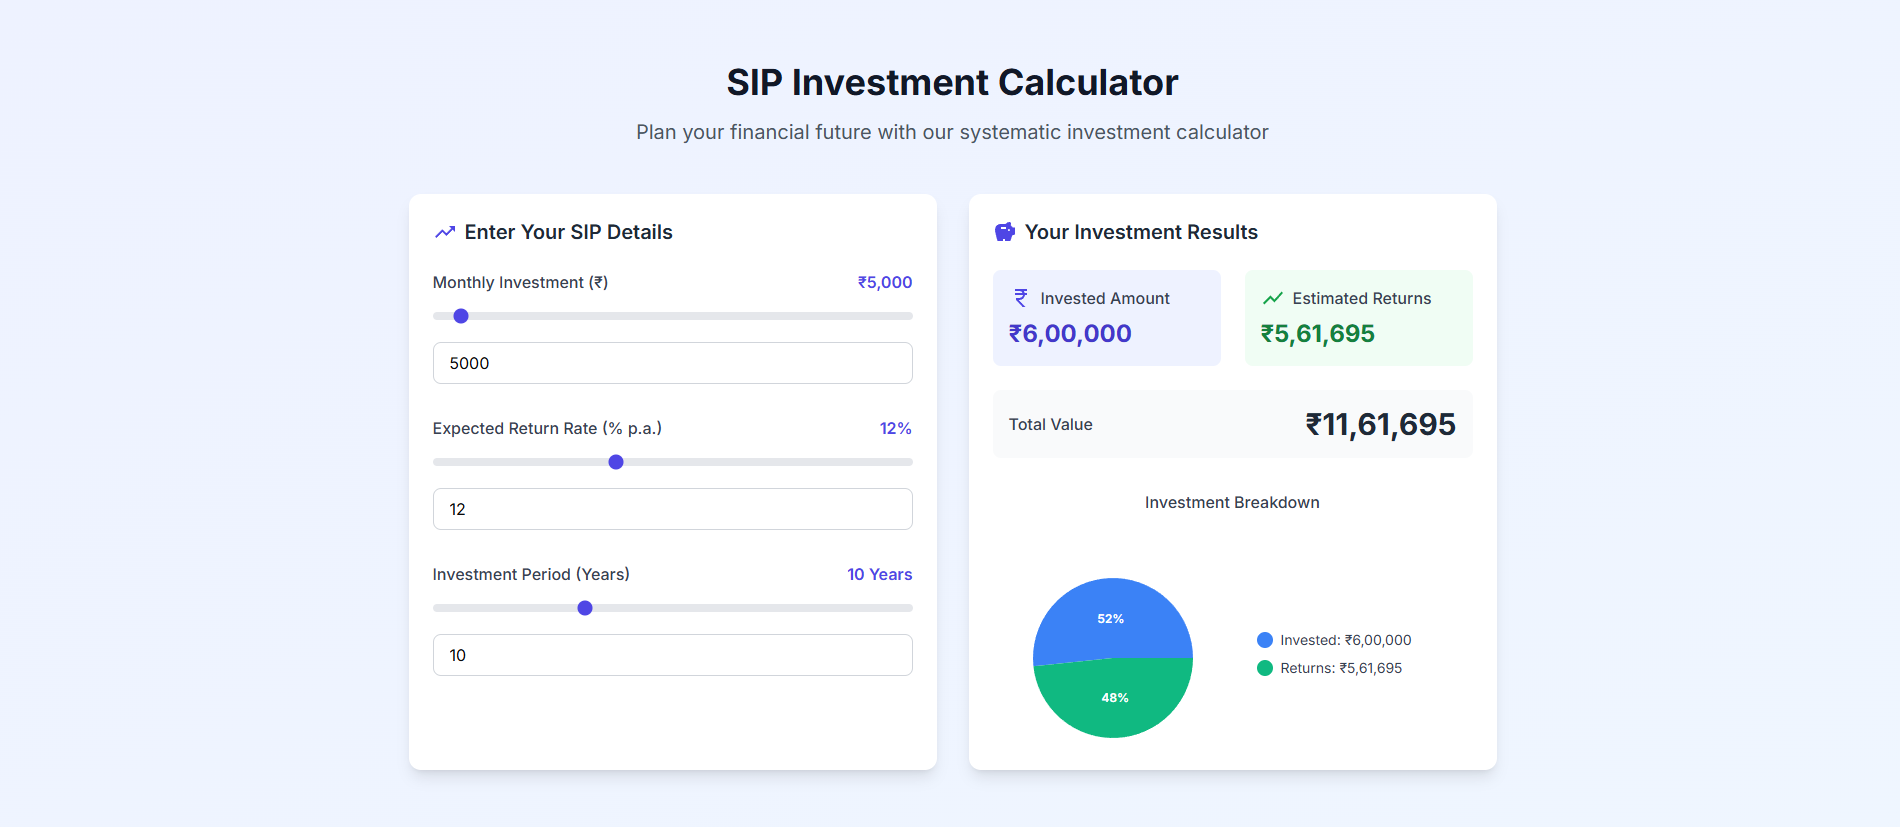 SIP Investment Calculator
Plan your financial future with our systematic investment calculator
Enter Your SIP Details
Monthly Investment (₹)
₹5,000
5000
Expected Return Rate (% p.a.)
12%
12
Investment Period (Years)
10 Years
10
Your Investment Results
Invested Amount
₹6,00,000
Estimated Returns
₹5,61,695
Total Value
₹11,61,695
Investment Breakdown
52%
48%
Invested: ₹6,00,000
Returns: ₹5,61,695